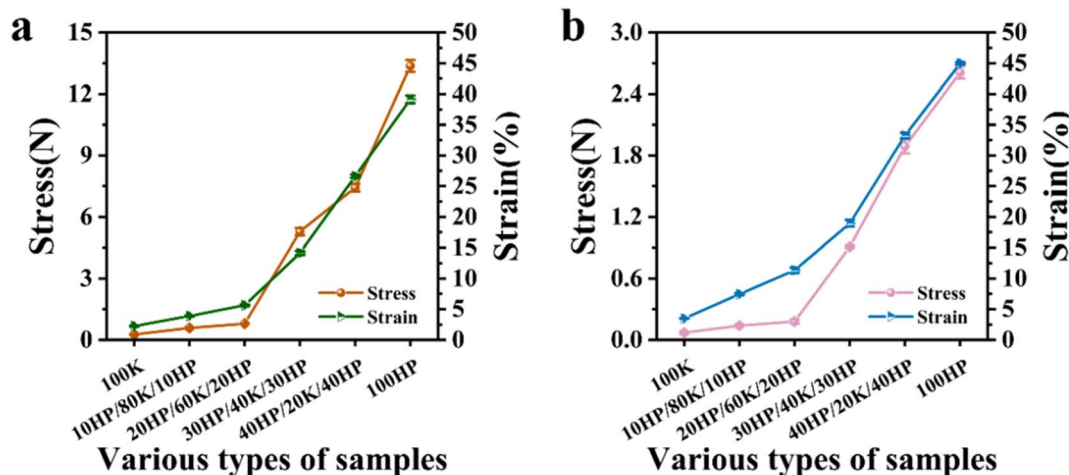 a
Stress(N)
15
12
9
6
3
0
Stress
Strain
50
45
40
35
30
25
20
15
10
5
0
Strain(%)
100K
10HP/80K/10HP
20HP/60K/20HP
30HP/40K/30HP
40HP/20K/40HP
100HP
Various types of samples
b
Stress(N)
3.0
2.4
1.8
1.2
0.6
0.0
Stress
Strain
50
45
40
35
30
25
20
15
10
5
0
Strain(%)
100K
10HP/80K/10HP
20HP/60K/20HP
30HP/40K/30HP
40HP/20K/40HP
100HP
Various types of samples